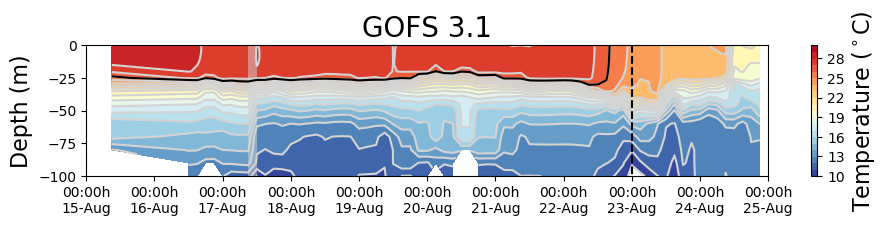 GOFS 3.1
Depth (m)
0
−25
−50
−75
−100
00:00h 00:00h 00:00h 00:00h 00:00h 00:00h 00:00h 00:00h 00:00h 00:00h 00:00h
15-Aug 16-Aug 17-Aug 18-Aug 19-Aug 20-Aug 21-Aug 22-Aug 23-Aug 24-Aug 25-Aug
28
25
22
19
16
13
10
Temperature (°C)